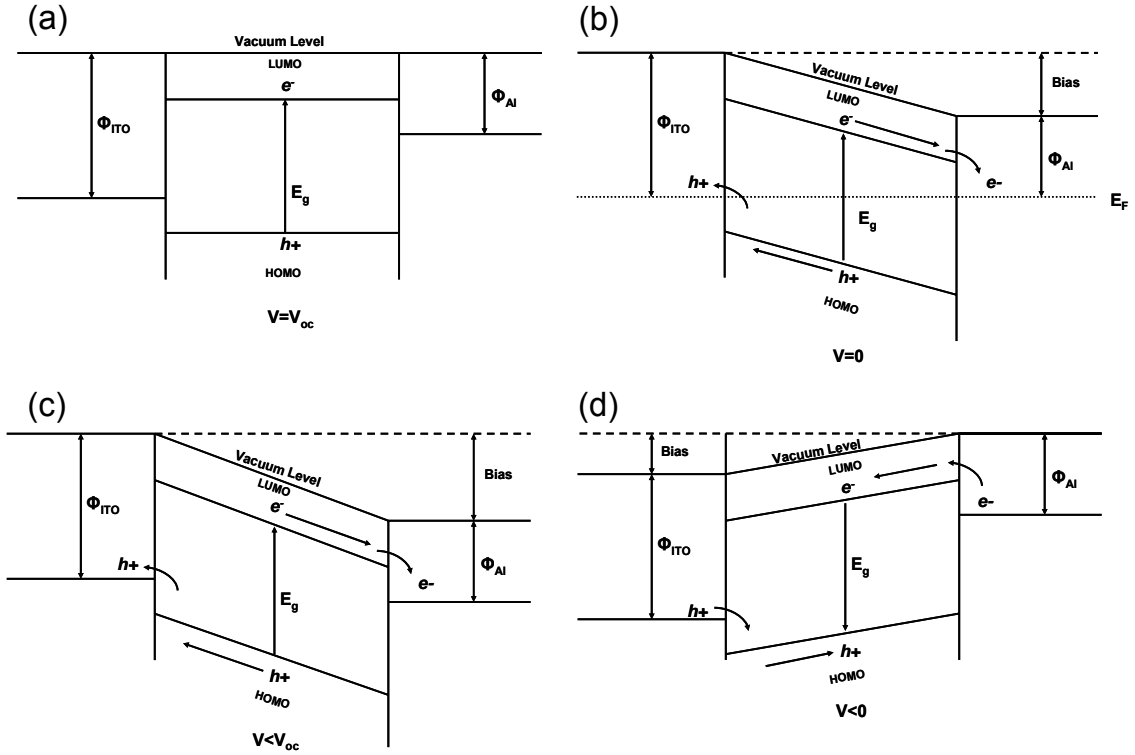 (a)
Vacuum Level
LUMO
e-
Φ_ITO
Φ_Al
E_g
h+
HOMO
V=V_oc
(b)
Vacuum Level
LUMO
Bias
e-
Φ_ITO
Φ_Al
h+
e-
E_F
E_g
h+
HOMO
V=0
(c)
Vacuum Level
LUMO
Bias
e-
Φ_ITO
h+
e-
Φ_Al
E_g
h+
HOMO
V<V_oc
(d)
Bias
Vacuum Level
LUMO
e-
e-
Φ_Al
Φ_ITO
E_g
h+
h+
HOMO
V<0